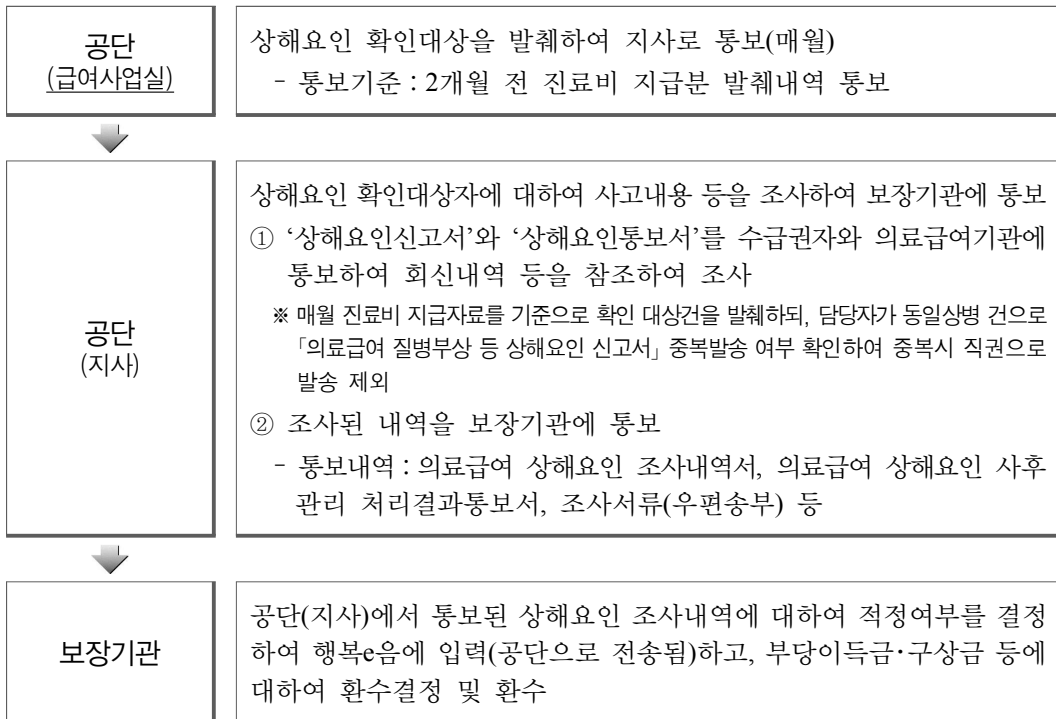 공단
(급여사업실)
상해요인 확인대상을 발췌하여 지사로 통보(매월)
- 통보기준 : 2개월 전 진료비 지급분 발췌내역 통보
공단
(지사)
상해요인 확인대상자에 대하여 사고내용 등을 조사하여 보장기관에 통보
① ‘상해요인신고서’와 ‘상해요인통보서’를 수급권자와 의료급여기관에
통보하여 회신내역 등을 참조하여 조사
※ 매월 진료비 지급자료를 기준으로 확인 대상건을 발췌하되, 담당자가 동일상병 건으로
「의료급여 질병부상 등 상해요인 신고서」 중복발송 여부 확인하여 중복시 직권으로
발송 제외
② 조사된 내역을 보장기관에 통보
- 통보내역 : 의료급여 상해요인 조사내역서, 의료급여 상해요인 사후
관리 처리결과통보서, 조사서류(우편송부) 등
보장기관
공단(지사)에서 통보된 상해요인 조사내역에 대하여 적정여부를 결정
하여 행복e음에 입력(공단으로 전송됨)하고, 부당이득금·구상금 등에
대하여 환수결정 및 환수